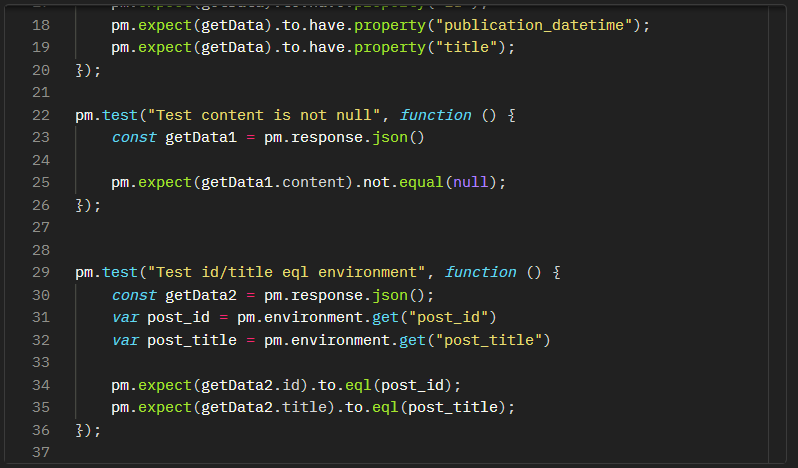 18 pm.expect(getData).to.have.property("publication_datetime");
19 pm.expect(getData).to.have.property("title");
20 });
21
22 pm.test("Test content is not null", function () {
23 const getData1 = pm.response.json()
24
25 pm.expect(getData1.content).not.equal(null);
26 });
27
28
29 pm.test("Test id/title eql environment", function () {
30 const getData2 = pm.response.json();
31 var post_id = pm.environment.get("post_id")
32 var post_title = pm.environment.get("post_title")
33
34 pm.expect(getData2.id).to.eql(post_id);
35 pm.expect(getData2.title).to.eql(post_title);
36 });
37